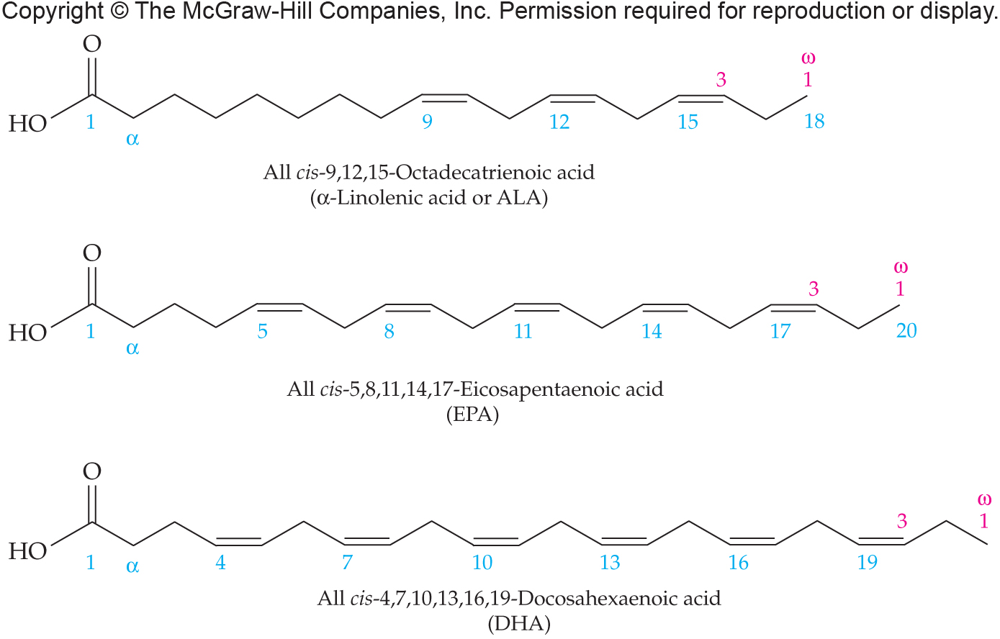 Copyright © The McGraw-Hill Companies, Inc. Permission required for reproduction or display.
O
ω
3 1
HO 1 9 12 15 18
α
All cis-9,12,15-Octadecatrienoic acid
(α-Linolenic acid or ALA)
O
ω
3 1
HO 1 5 8 11 14 17 20
α
All cis-5,8,11,14,17-Eicosapentaenoic acid
(EPA)
O
ω
3 1
HO 1 α 4 7 10 13 16 19
All cis-4,7,10,13,16,19-Docosahexaenoic acid
(DHA)